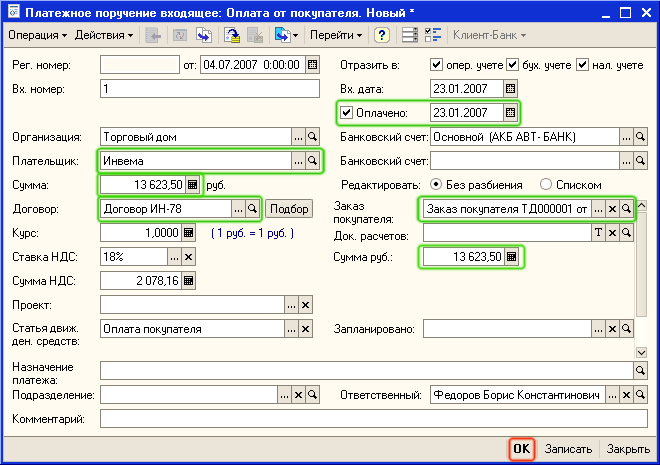 Платежное поручение входящее: Оплата от покупателя. Новый *
Операция Действия Перейти ? Клиент-Банк
Рег. номер: от: 04.07.2007 0:00:00 Отразить в: опер. учете бух. учете нал. учете
Вх. номер: 1 Вх. дата: 23.01.2007
Оплачено: 23.01.2007
Организация: Торговый дом ... Банковский счет: Основной (АКБ АВТ- БАНК) ...
Плательщик: Инвема ... Банковский счет: ...
Сумма: 13 623,50 руб. Редактировать: Без разбиения Списком
Договор: Договор ИН-78 ... Подбор Заказ покупателя: Заказ покупателя ТД000001 от ... ×
Курс: 1,0000 ( 1 руб. = 1 руб. ) Док. расчетов: T ×
Ставка НДС: 18% ... × Сумма руб.: 13 623,50
Сумма НДС: 2 078,16
Проект: ... ×
Статья движ. ден. средств: Оплата покупателя ... Запланировано: ... ×
Назначение платежа:
Подразделение: ... × Ответственный: Федоров Борис Константинович ... ×
Комментарий:
OK Записать Закрыть